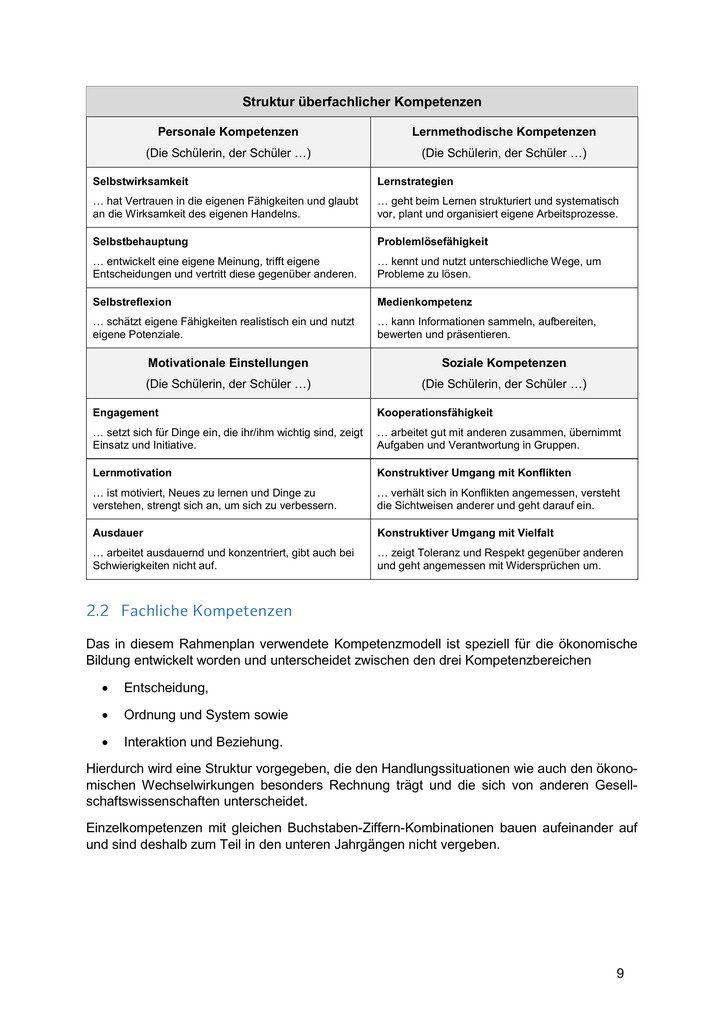 Struktur überfachlicher Kompetenzen
Personale Kompetenzen
(Die Schülerin, der Schüler …)
Lernmethodische Kompetenzen
(Die Schülerin, der Schüler …)
Selbstwirksamkeit
… hat Vertrauen in die eigenen Fähigkeiten und glaubt
an die Wirksamkeit des eigenen Handelns.
Lernstrategien
… geht beim Lernen strukturiert und systematisch
vor, plant und organisiert eigene Arbeitsprozesse.
Selbstbehauptung
… entwickelt eine eigene Meinung, trifft eigene
Entscheidungen und vertritt diese gegenüber anderen.
Problemlösefähigkeit
… kennt und nutzt unterschiedliche Wege, um
Probleme zu lösen.
Selbstreflexion
… schätzt eigene Fähigkeiten realistisch ein und nutzt
eigene Potenziale.
Medienkompetenz
… kann Informationen sammeln, aufbereiten,
bewerten und präsentieren.
Motivationale Einstellungen
(Die Schülerin, der Schüler …)
Soziale Kompetenzen
(Die Schülerin, der Schüler …)
Engagement
… setzt sich für Dinge ein, die ihr/ihm wichtig sind, zeigt
Einsatz und Initiative.
Kooperationsfähigkeit
… arbeitet gut mit anderen zusammen, übernimmt
Aufgaben und Verantwortung in Gruppen.
Lernmotivation
… ist motiviert, Neues zu lernen und Dinge zu
verstehen, strengt sich an, um sich zu verbessern.
Konstruktiver Umgang mit Konflikten
… verhält sich in Konflikten angemessen, versteht
die Sichtweisen anderer und geht darauf ein.
Ausdauer
… arbeitet ausdauernd und konzentriert, gibt auch bei
Schwierigkeiten nicht auf.
Konstruktiver Umgang mit Vielfalt
… zeigt Toleranz und Respekt gegenüber anderen
und geht angemessen mit Widersprüchen um.
2.2 Fachliche Kompetenzen
Das in diesem Rahmenplan verwendete Kompetenzmodell ist speziell für die ökonomische
Bildung entwickelt worden und unterscheidet zwischen den drei Kompetenzbereichen
• Entscheidung,
• Ordnung und System sowie
• Interaktion und Beziehung.
Hierdurch wird eine Struktur vorgegeben, die den Handlungssituationen wie auch den ökono-
mischen Wechselwirkungen besonders Rechnung trägt und die sich von anderen Gesell-
schaftswissenschaften unterscheidet.
Einzelkompetenzen mit gleichen Buchstaben-Ziffern-Kombinationen bauen aufeinander auf
und sind deshalb zum Teil in den unteren Jahrgängen nicht vergeben.
9